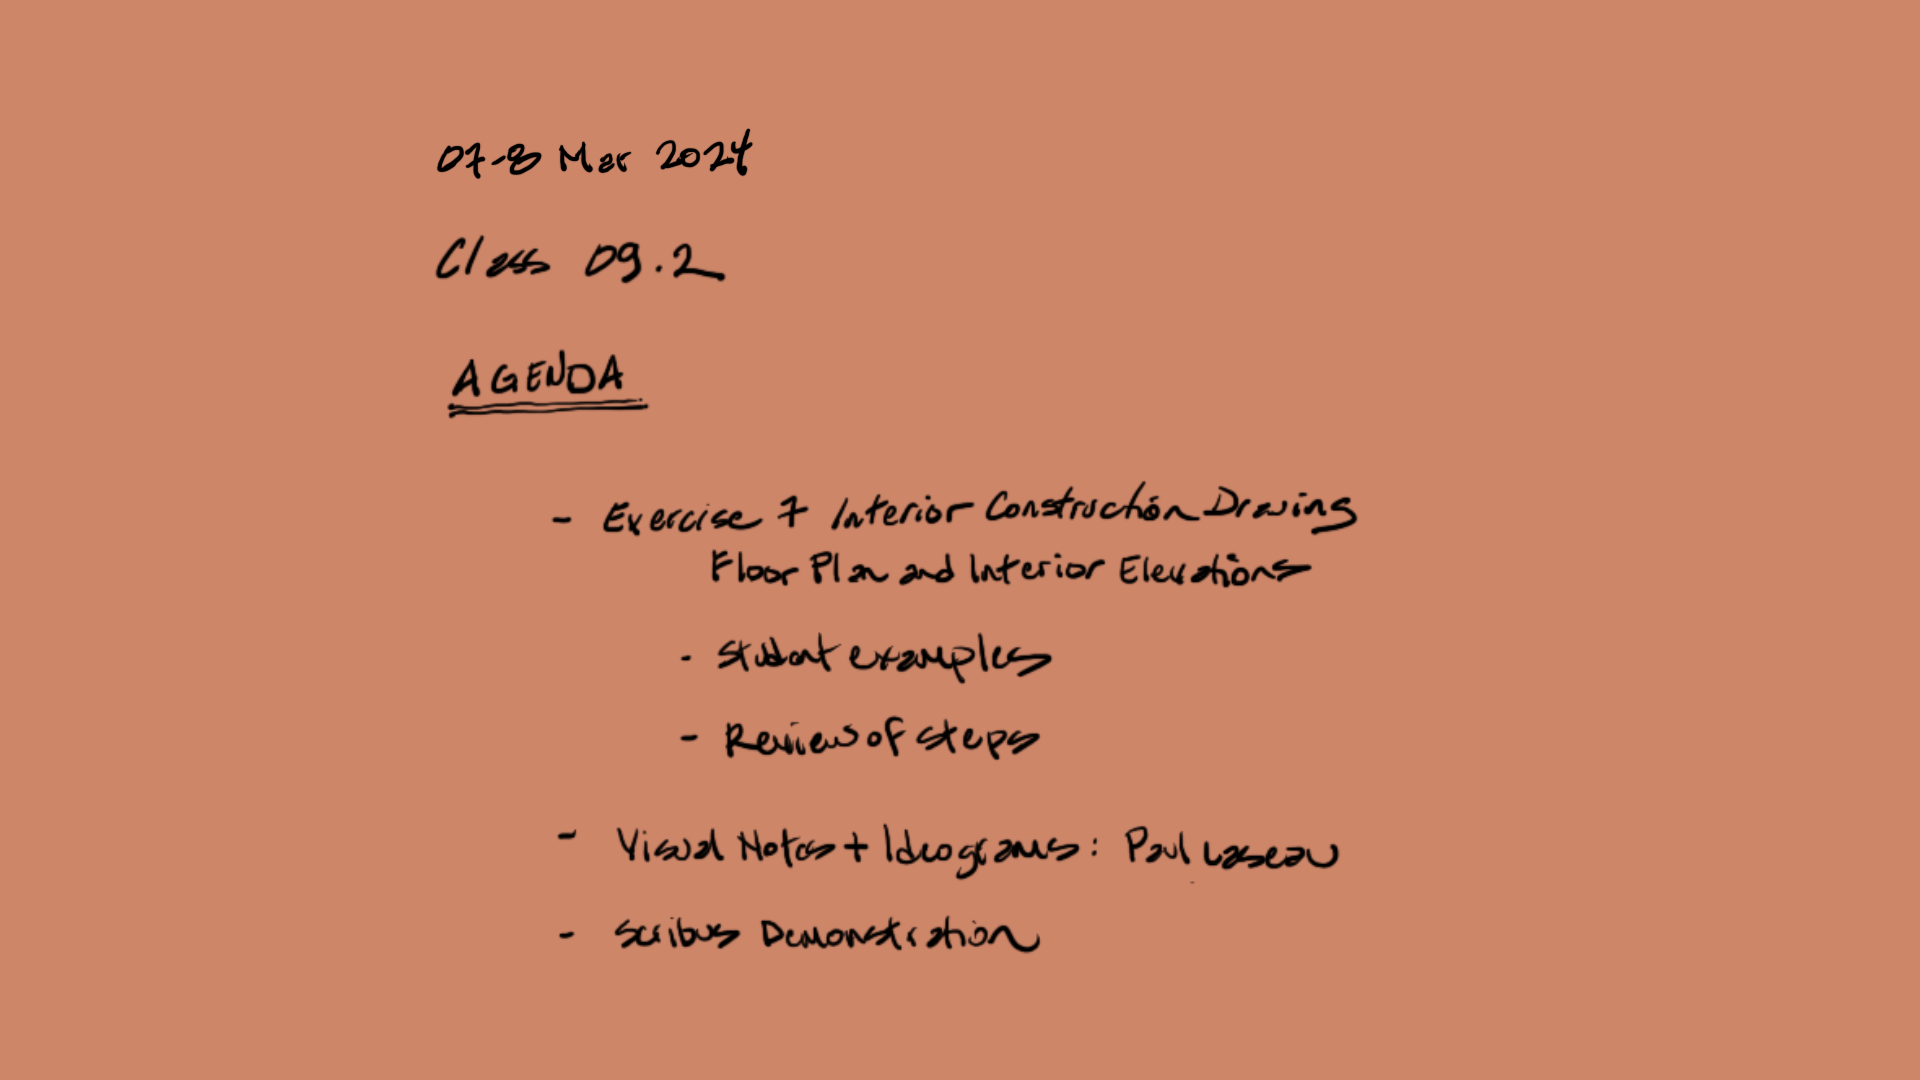 07-8 Mar 2024
Class 09.2
AGENDA
- Exercise 7 Interior Construction Drawing
Floor Plan and Interior Elevations
- Student examples
- Review of steps
- Visual Notes + Ideograms: Paul Laseau
- Scribus Demonstration